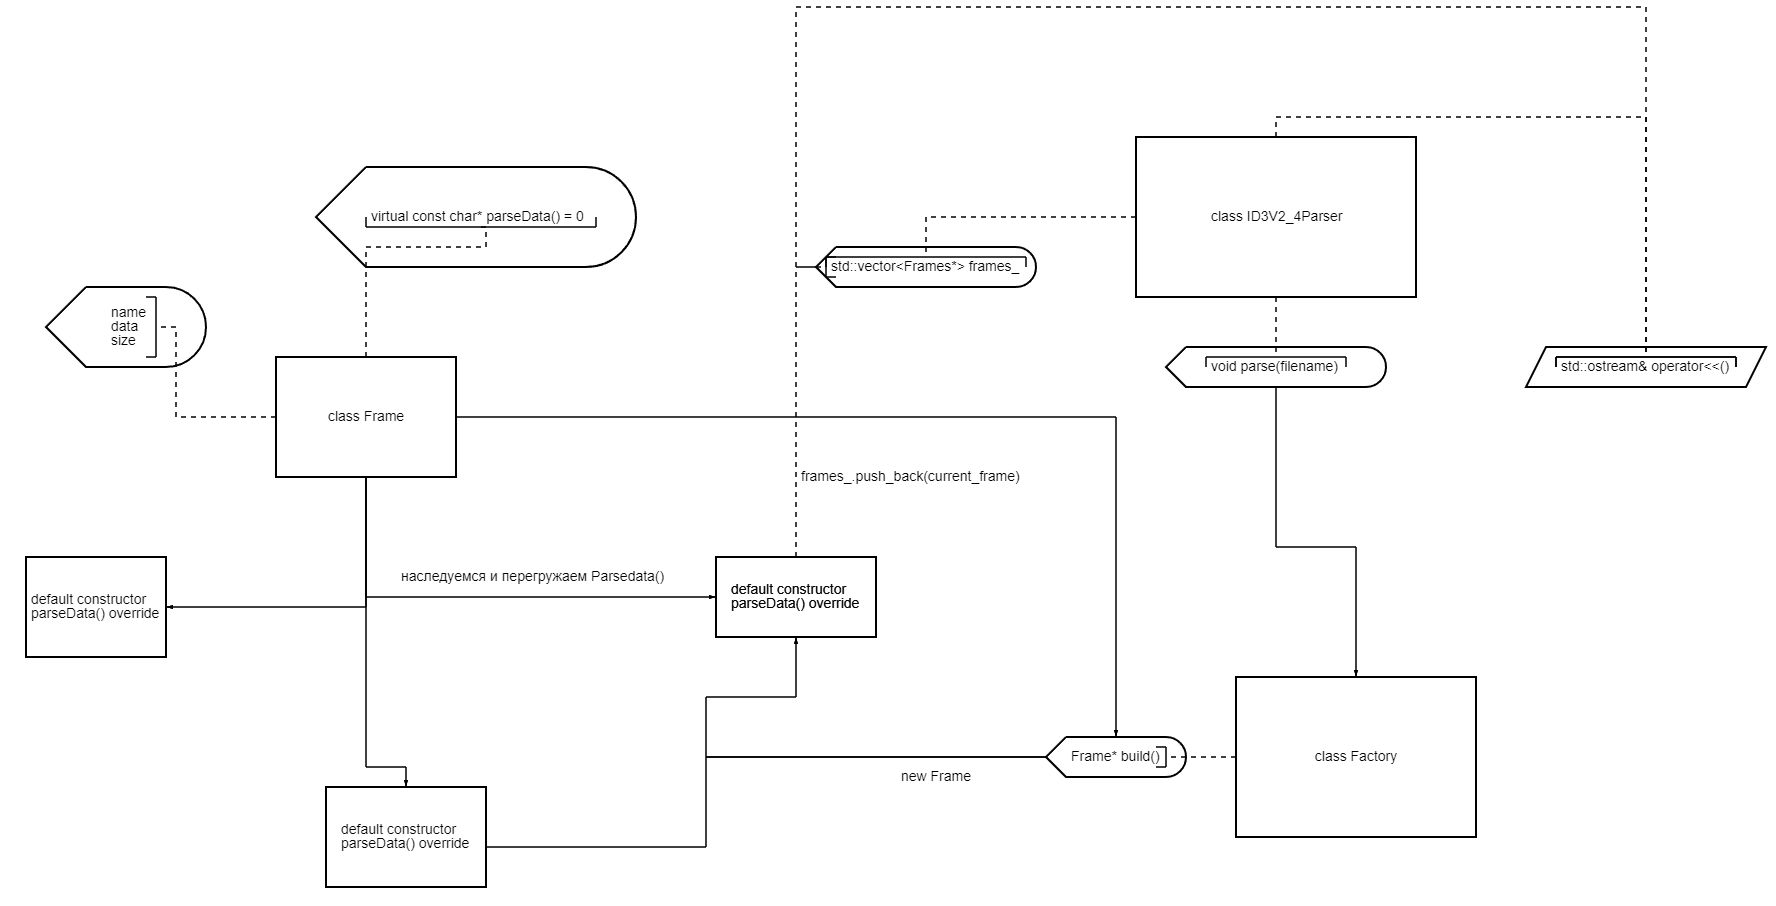 virtual const char* parseData() = 0
class ID3V2_4Parser
std::vector<Frames*> frames_
name
data
size
void parse(filename)
std::ostream& operator<<()
class Frame
frames_.push_back(current_frame)
наследуемся и перегружаем Parsedata()
default constructor
parseData() override
default constructor
parseData() override
Frame* build()
class Factory
new Frame
default constructor
parseData() override